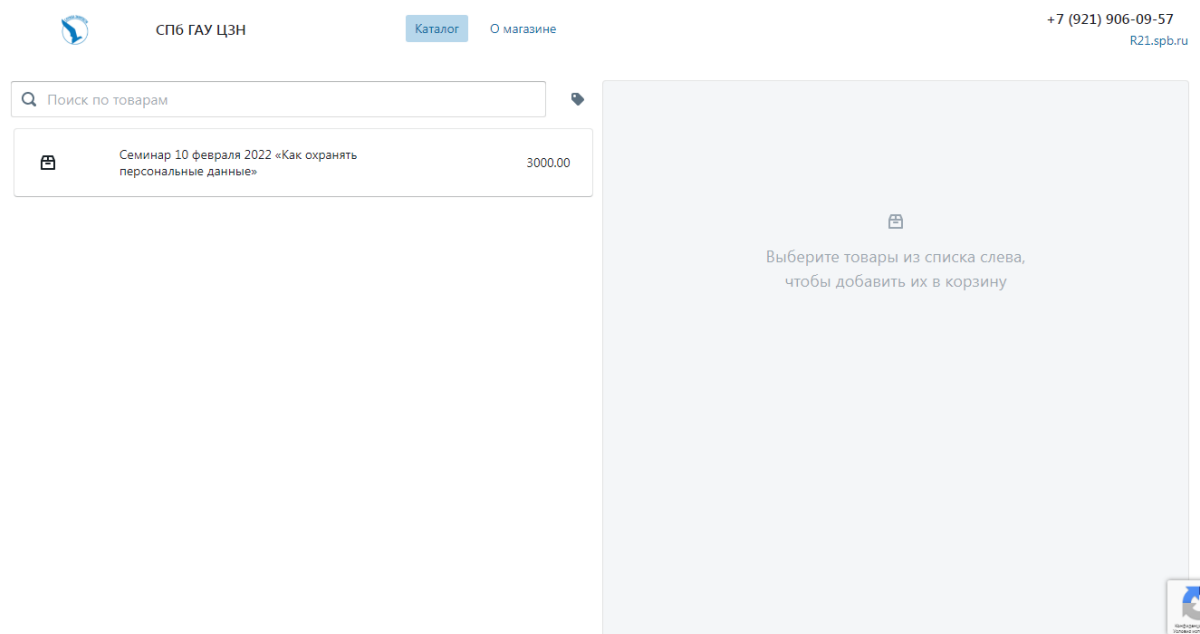 СПб ГАУ ЦЗН
Каталог
О магазине
+7 (921) 906-09-57
R21.spb.ru
Поиск по товарам
Семинар 10 февраля 2022 «Как охранять
персональные данные»
3000.00
Выберите товары из списка слева,
чтобы добавить их в корзину